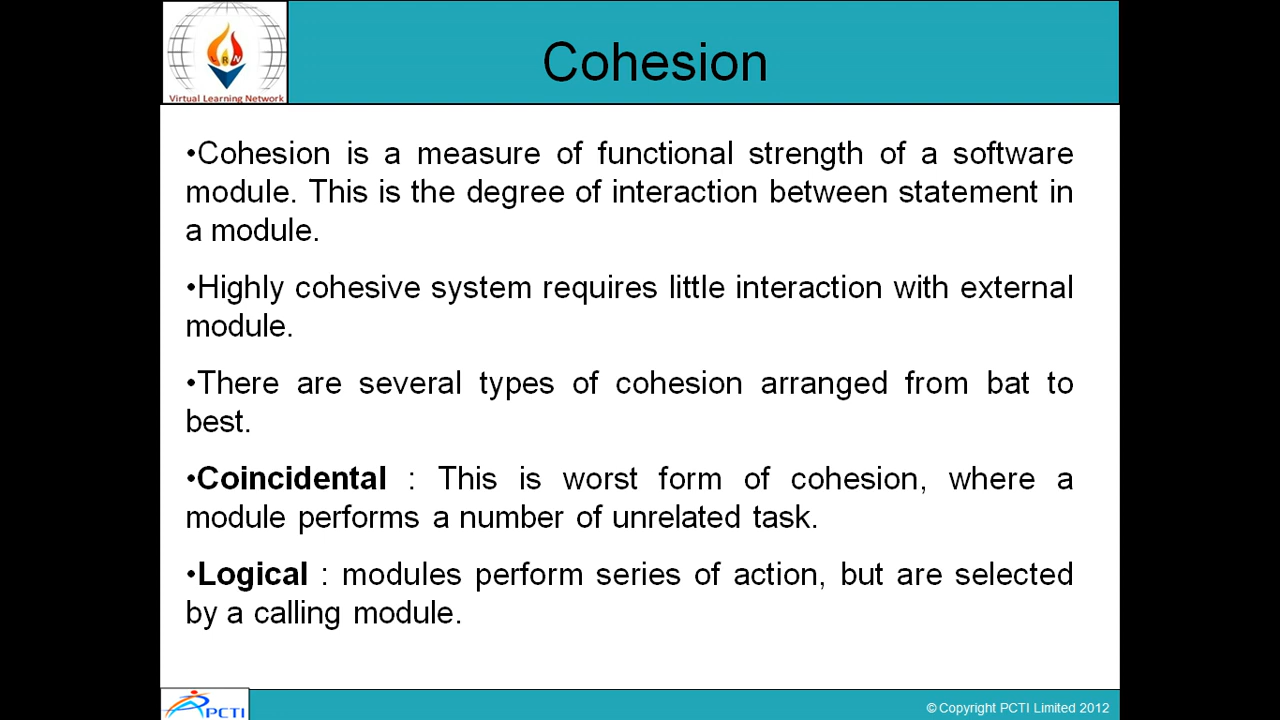 Cohesion
LRN
Virtual Learning Network
•Cohesion is a measure of functional strength of a software
module. This is the degree of interaction between statement in
a module.
•Highly cohesive system requires little interaction with external
module.
•There are several types of cohesion arranged from bat to
best.
•Coincidental : This is worst form of cohesion, where a
module performs a number of unrelated task.
•Logical : modules perform series of action, but are selected
by a calling module.
PCTI
© Copyright PCTI Limited 2012